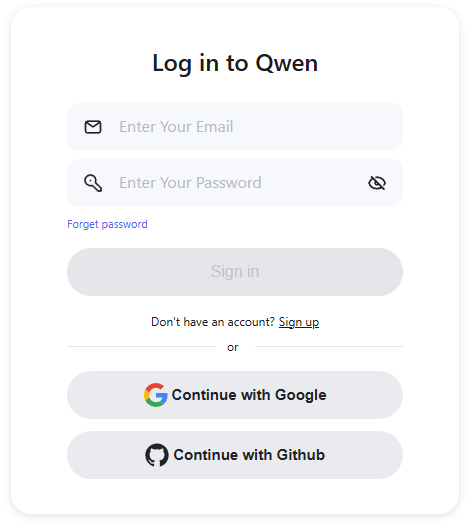 Log in to Qwen
Enter Your Email
Enter Your Password
Forget password
Sign in
Don't have an account? Sign up
or
Continue with Google
Continue with Github